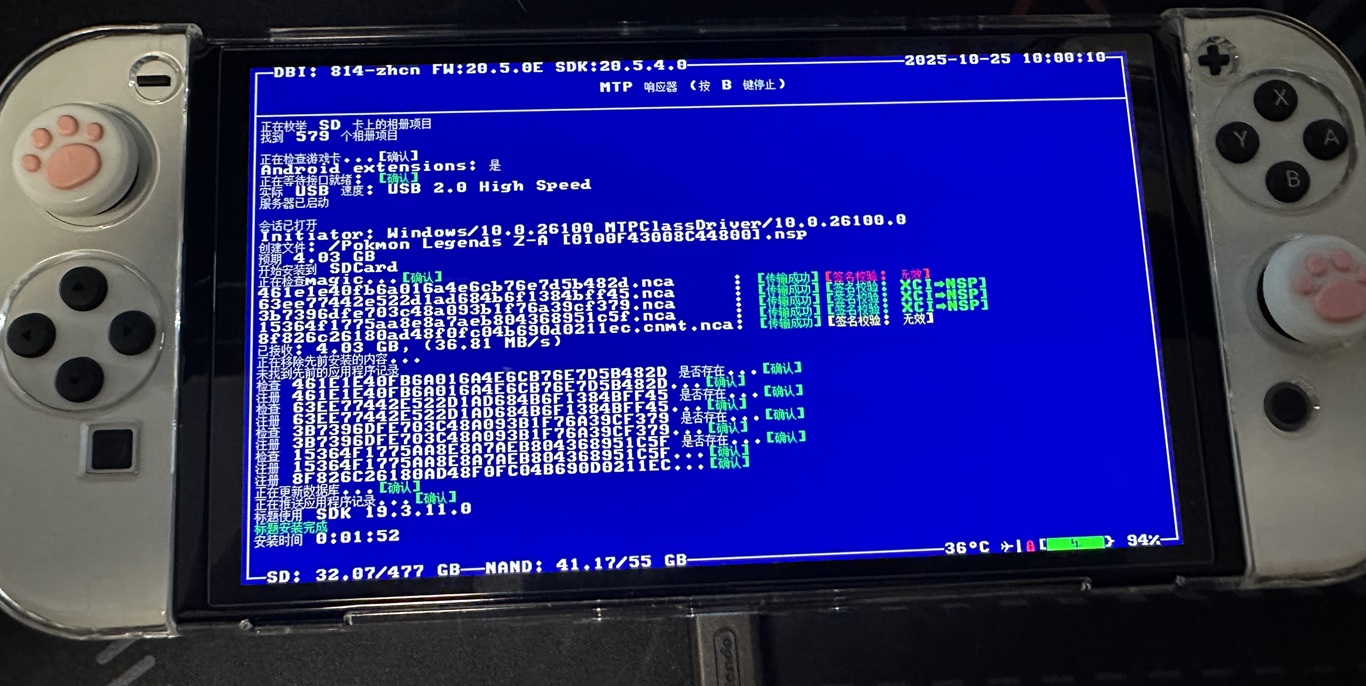 DBI: 814-zhcn FW:20.5.0E SDK:20.5.4.0 2025-10-25 10:00:10
MTP 响应器 (按 B 键停止)
正在枚举 SD 卡上的相册项目
找到 579 个相册项目
正在检查游戏卡...[确认]
Android extensions: 是
正在等待接口就绪: [确认]
实际 USB 速度: USB 2.0 High Speed
服务器已启动
会话已打开
Initiator: Windows/10.0.26100 MTPClassDriver/10.0.26100.0
创建文件: /Pokmon Legends Z-A [0100F43008C44800].nsp
预期 4.03 GB
开始安装到 SDCard
正在检查magic...[确认]
461e1e40fb6a016a4e6cb76e7d5b482d.nca : [传输成功] [签名校验: 无效]
63ee77442e522d1ad684b6f1384bff45.nca : [传输成功] [签名校验: XCI→NSP]
3b7396dfe703c48a093b1f76a39cf379.nca : [传输成功] [签名校验: XCI→NSP]
15364f1775aa8e8a7aeb804368951c5f.nca : [传输成功] [签名校验: XCI→NSP]
8f826c26180ad48f0fc04b690d0211ec.cnmt.nca: [传输成功] [签名校验: 无效]
已接收: 4.03 GB, (36.81 MB/s)
正在移除先前安装的内容...
未找到先前的应用程序记录
检查 461E1E40FB6A016A4E6CB76E7D5B482D 是否存在...[确认]
注册 461E1E40FB6A016A4E6CB76E7D5B482D...[确认]
检查 63EE77442E522D1AD684B6F1384BFF45 是否存在...[确认]
注册 63EE77442E522D1AD684B6F1384BFF45...[确认]
检查 3B7396DFE703C48A093B1F76A39CF379 是否存在...[确认]
注册 3B7396DFE703C48A093B1F76A39CF379...[确认]
检查 15364F1775AA8E8A7AEB804368951C5F 是否存在...[确认]
注册 15364F1775AA8E8A7AEB804368951C5F...[确认]
注册 8F826C26180AD48F0FC04B690D0211EC...[确认]
正在更新数据库...[确认]
正在推送应用程序记录...[确认]
标题使用 SDK 19.3.11.0
标题安装完成
安装时间 0:01:52
SD: 32.07/477 GB NAND: 41.17/55 GB 36°C 94%
X
Y
A
B